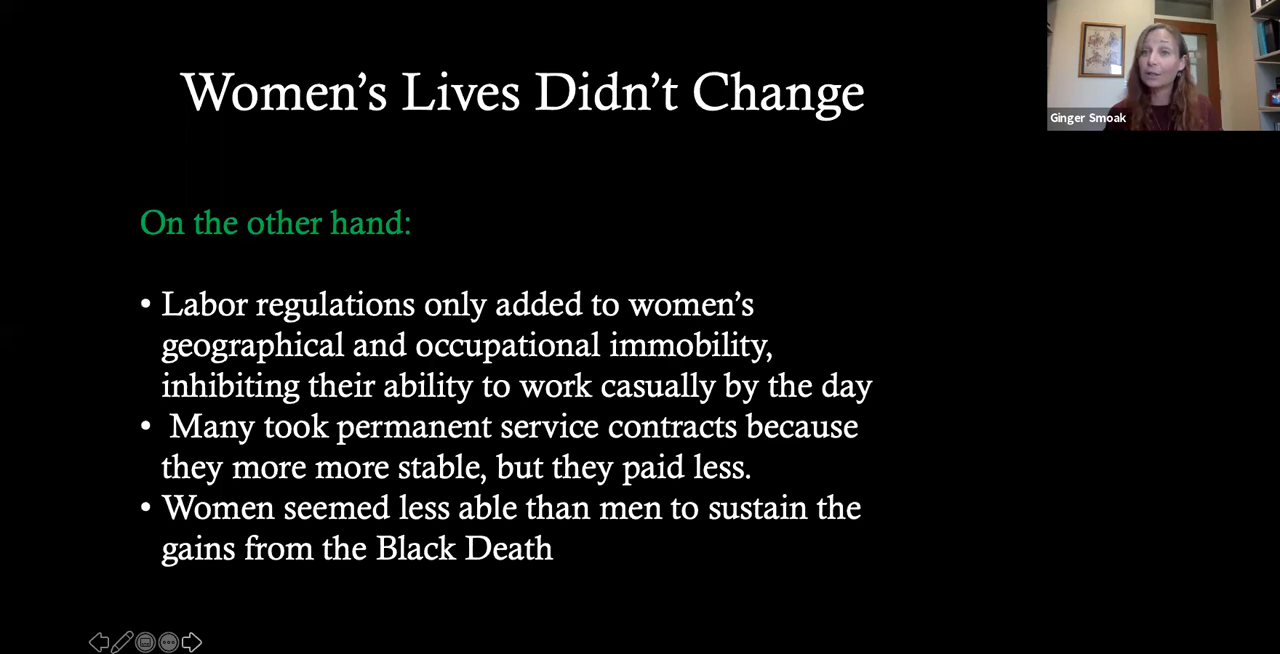 Women's Lives Didn't Change
Ginger Smoak
On the other hand:
• Labor regulations only added to women's
geographical and occupational immobility,
inhibiting their ability to work casually by the day
• Many took permanent service contracts because
they more more stable, but they paid less.
• Women seemed less able than men to sustain the
gains from the Black Death